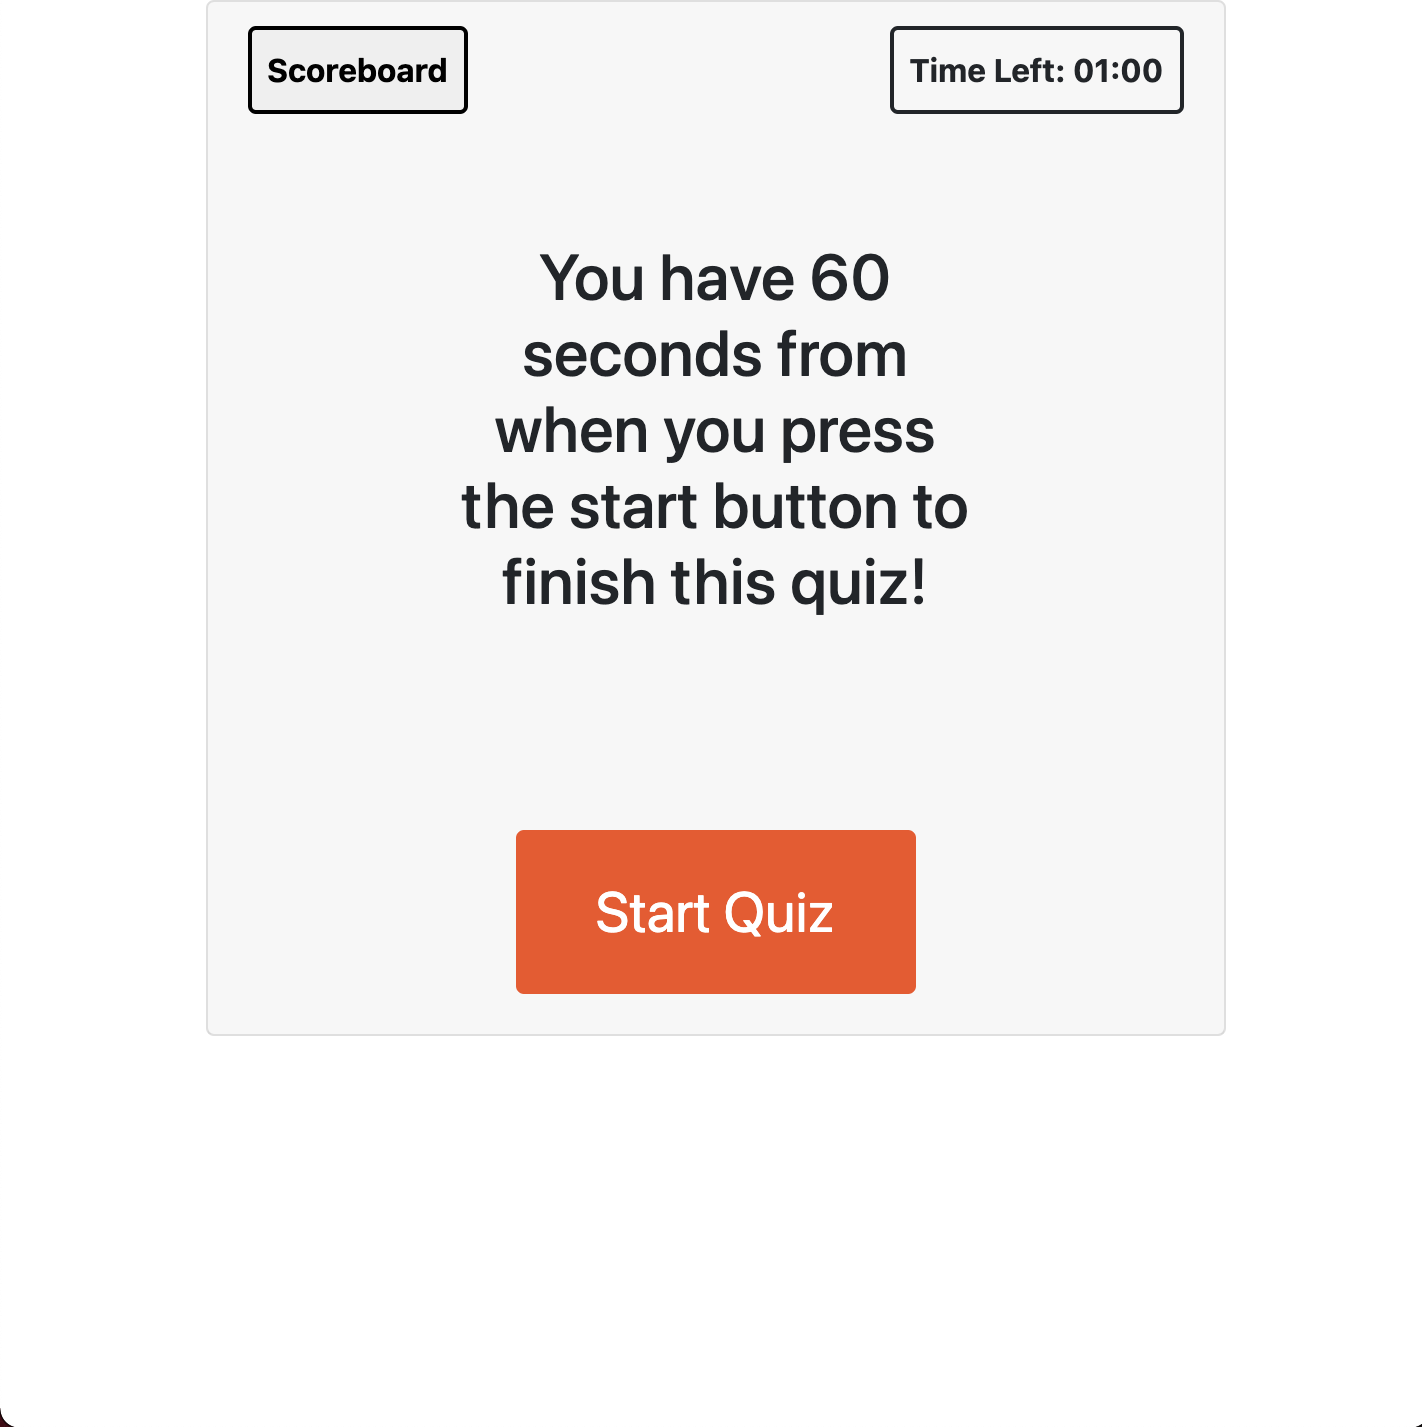 Scoreboard
Time Left: 01:00
You have 60
seconds from
when you press
the start button to
finish this quiz!
Start Quiz